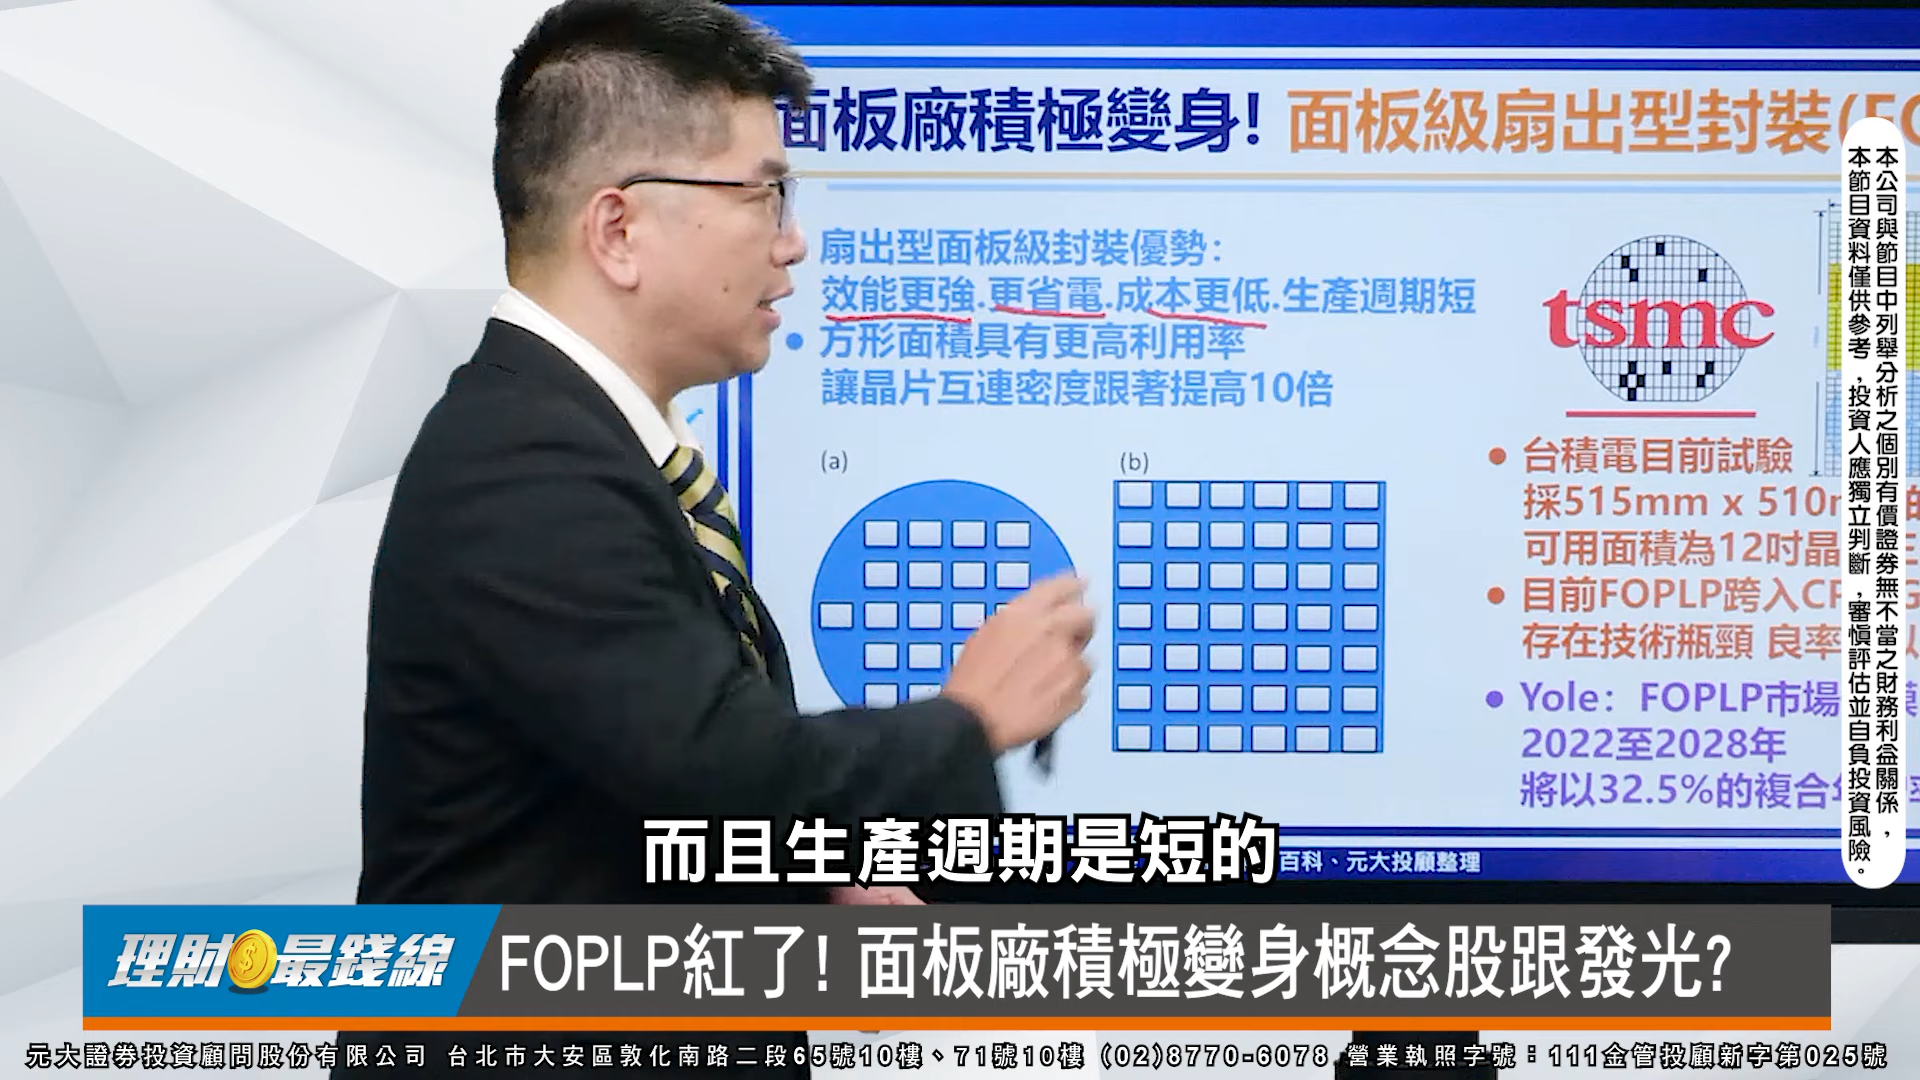 面板廠積極變身! 面板級扇出型封裝(FO
扇出型面板級封裝優勢:
效能更強.更省電.成本更低.生產週期短
方形面積具有更高利用率
讓晶片互連密度跟著提高10倍
(a)
(b)
tsmc
台積電目前試驗
採515mm x 510
可用面積為12吋晶
目前FOPLP跨入CP
存在技術瓶頸 良率
Yole: FOPLP市場
2022至2028年
將以32.5%的複合
百科、元大投顧整理
本公司與節目中列舉分析之個別有價證券無不當之財務利益關係,
本節目資料僅供參考,投資人應獨立判斷,審慎評估並自負投資風險。
而且生產週期是短的
理財最錢線
FOPLP紅了! 面板廠積極變身概念股跟發光?
元大證券投資顧問股份有限公司 台北市大安區敦化南路二段65號10樓、71號10樓 (02)8770-6078 營業執照字號:111金管投顧新字第025號